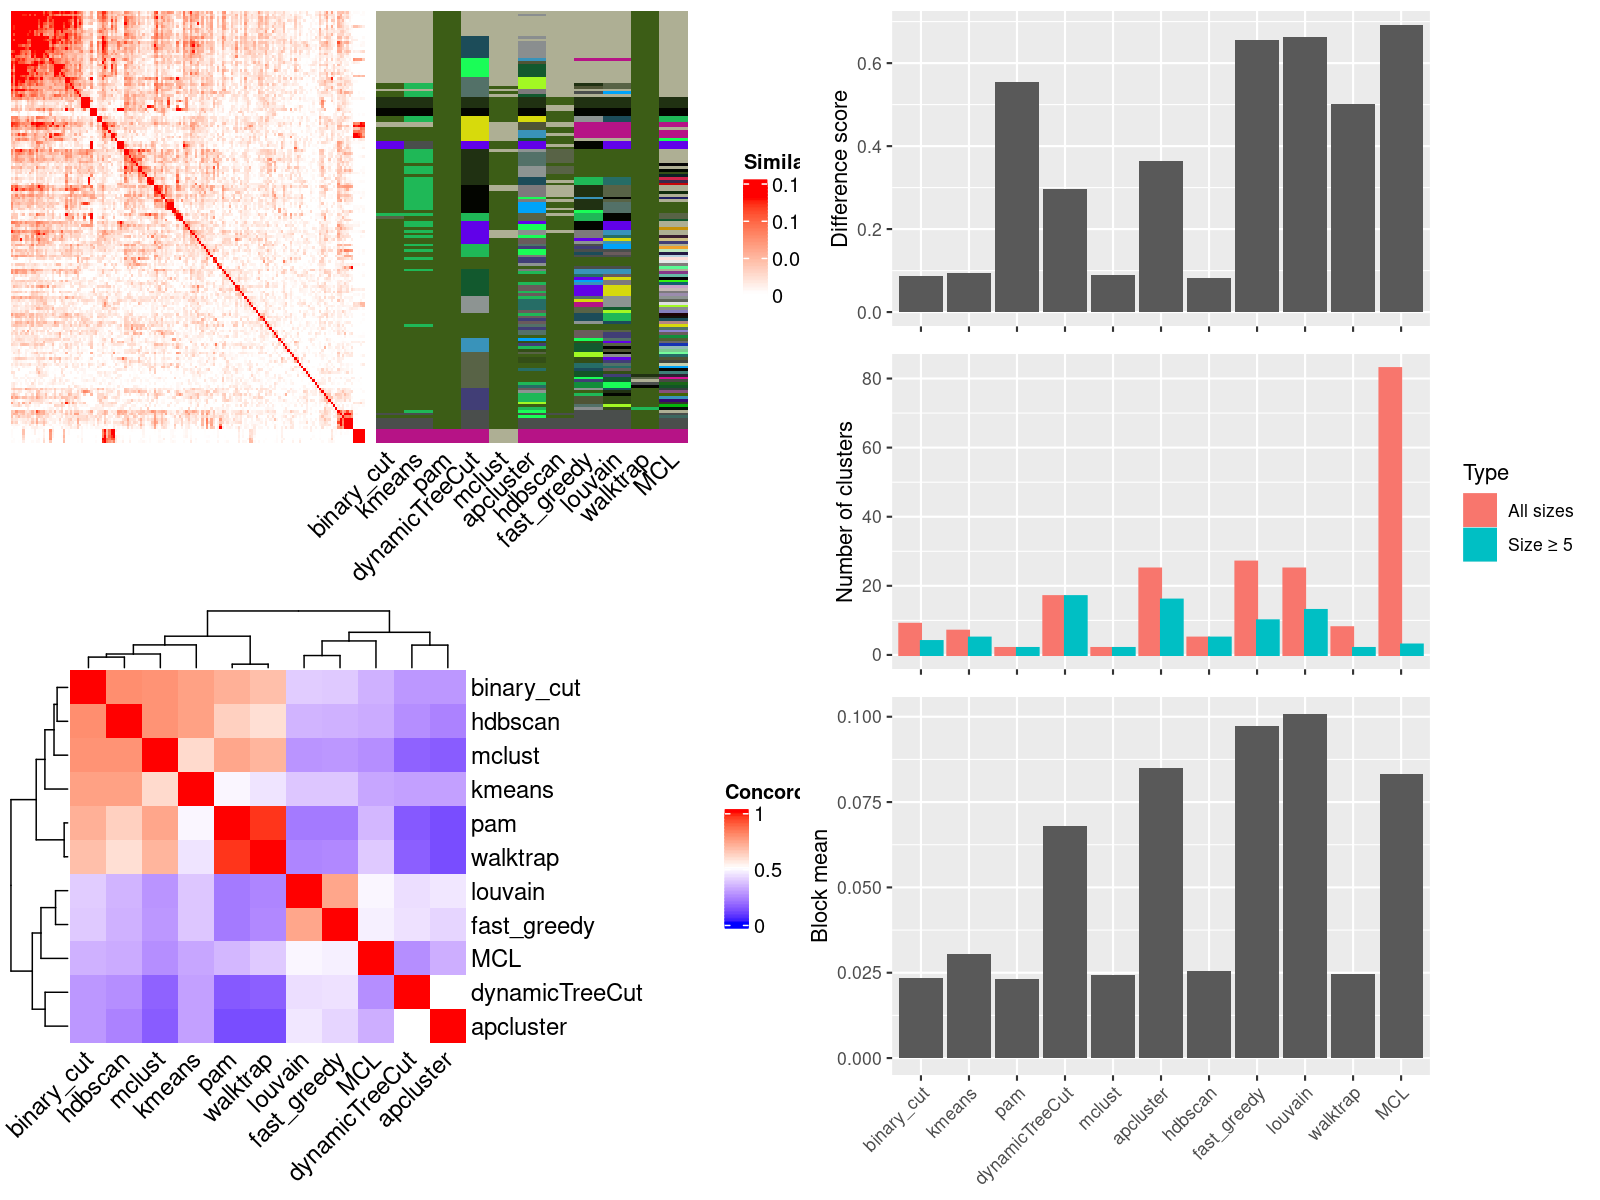 Simila
0.1
0.1
0.0
0
binary_cut
kmeans
pam
dynamicTreeCut
mclust
apcluster
hdbscan
fast_greedy
louvain
walktrap
MCL
binary_cut
hdbscan
mclust
kmeans
pam
walktrap
louvain
fast_greedy
MCL
dynamicTreeCut
apcluster
binary_cut
hdbscan
mclust
kmeans
pam
walktrap
louvain
fast_greedy
MCL
dynamicTreeCut
apcluster
Concord
1
0.5
0
Difference score
0.6
0.4
0.2
0.0
Number of clusters
80
60
40
20
0
Type
All sizes
Size ≥ 5
Block mean
0.100
0.075
0.050
0.025
0.000
binary_cut
kmeans
pam
dynamicTreeCut
mclust
apcluster
hdbscan
fast_greedy
louvain
walktrap
MCL